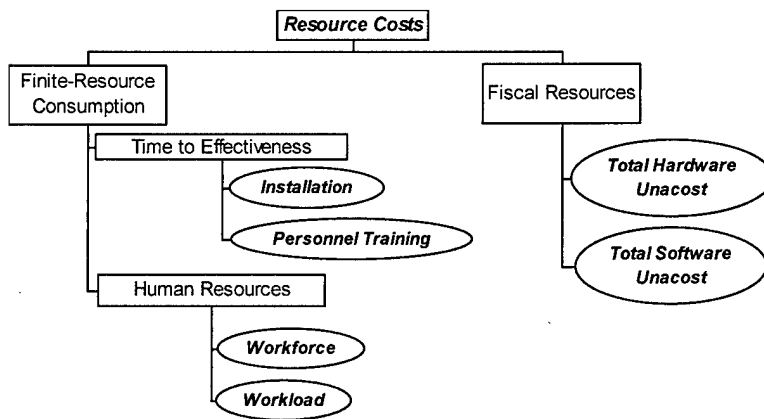 Resource Costs
Finite-Resource
Consumption
Fiscal Resources
Time to Effectiveness
Installation
Personnel Training
Human Resources
Workforce
Workload
Total Hardware
Unacost
Total Software
Unacost